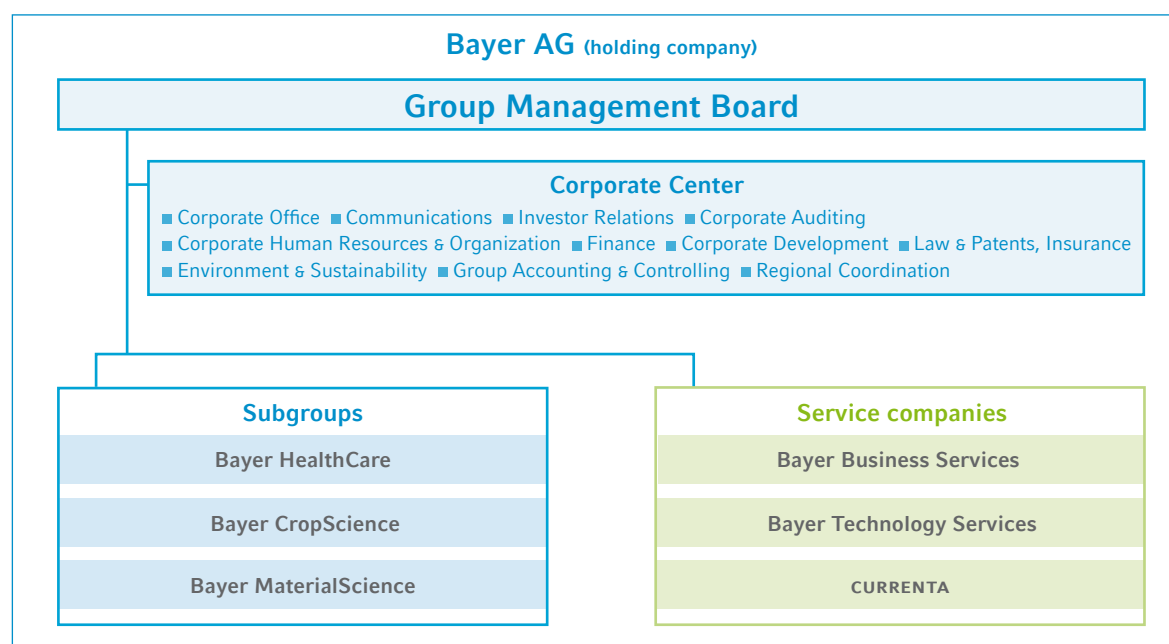 Bayer AG (holding company)
Group Management Board
Corporate Center
■ Corporate Office ■ Communications ■ Investor Relations ■ Corporate Auditing
■ Corporate Human Resources & Organization ■ Finance ■ Corporate Development ■ Law & Patents, Insurance
■ Environment & Sustainability ■ Group Accounting & Controlling ■ Regional Coordination
Subgroups
Bayer HealthCare
Bayer CropScience
Bayer MaterialScience
Service companies
Bayer Business Services
Bayer Technology Services
CURRENTA